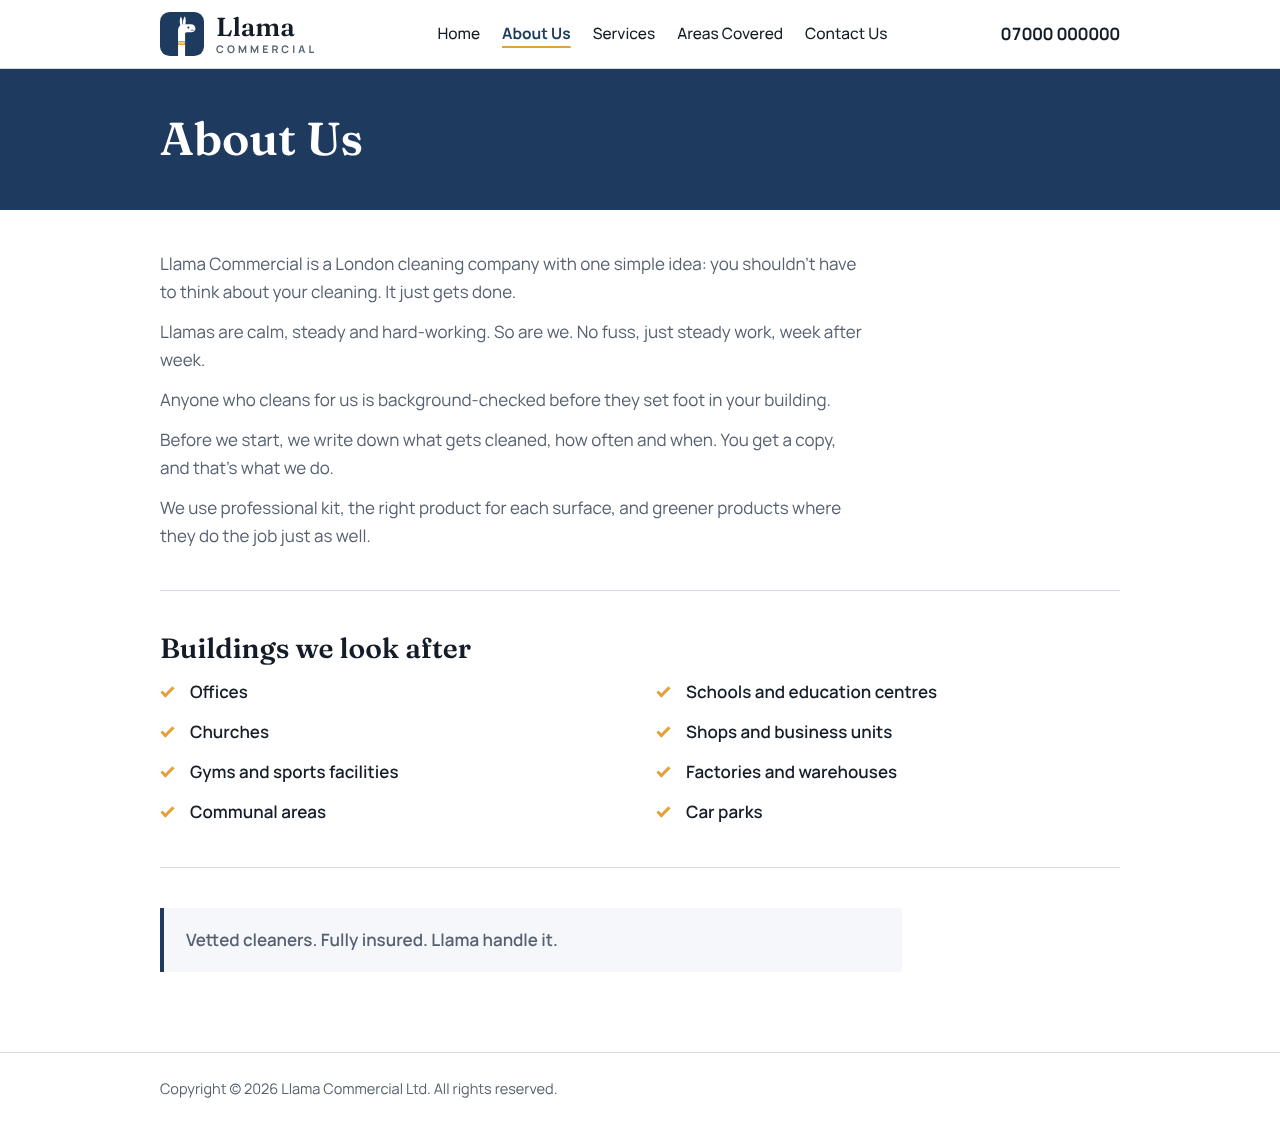 Llama
COMMERCIAL
Home
About Us
Services
Areas Covered
Contact Us
07000 000000
About Us
Llama Commercial is a London cleaning company with one simple idea: you shouldn't have
to think about your cleaning. It just gets done.
Llamas are calm, steady and hard-working. So are we. No fuss, just steady work, week after
week.
Anyone who cleans for us is background-checked before they set foot in your building.
Before we start, we write down what gets cleaned, how often and when. You get a copy,
and that's what we do.
We use professional kit, the right product for each surface, and greener products where
they do the job just as well.
Buildings we look after
Offices
Schools and education centres
Churches
Shops and business units
Gyms and sports facilities
Factories and warehouses
Communal areas
Car parks
Vetted cleaners. Fully insured. Llama handle it.
Copyright © 2026 Llama Commercial Ltd. All rights reserved.